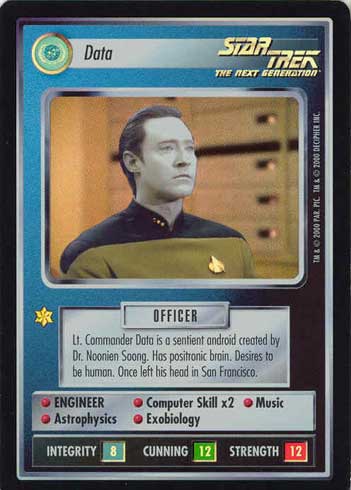 Data
STAR TREK
THE NEXT GENERATION
TM & © 2000 PAR. PIC. TM & © 2000 DECIPHER INC.
OFFICER
Lt. Commander Data is a sentient android created by
Dr. Noonien Soong. Has positronic brain. Desires to
be human. Once left his head in San Francisco.
ENGINEER Computer Skill x2 Music
Astrophysics Exobiology
INTEGRITY 8 CUNNING 12 STRENGTH 12